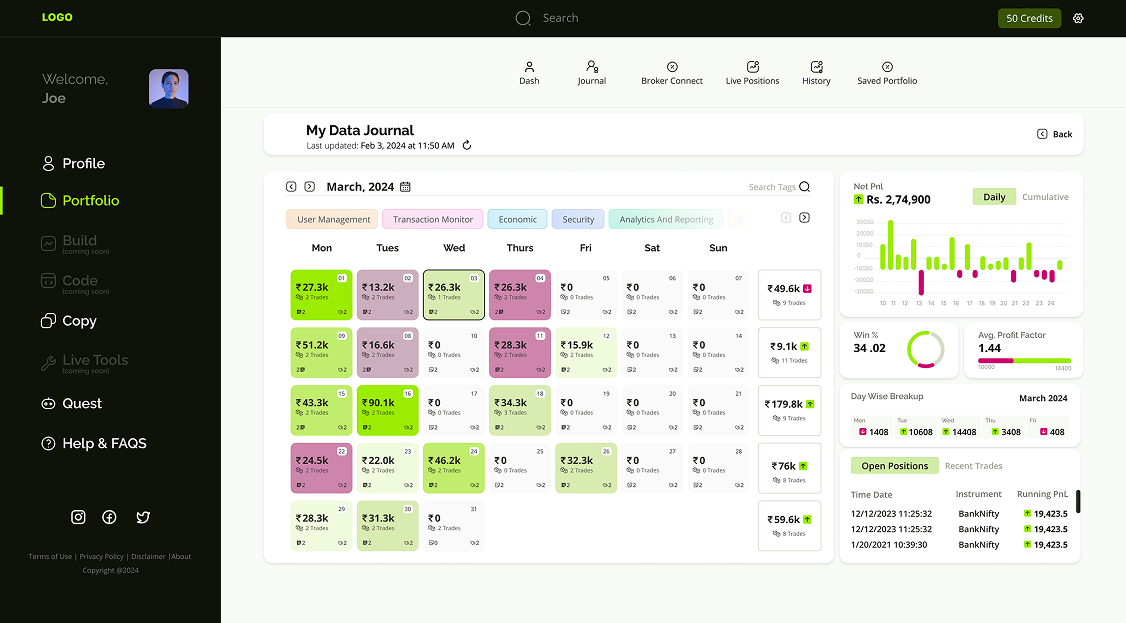 LOGO
Search
50 Credits
Welcome,
Joe
Profile
Portfolio
Build
(coming soon)
Code
(coming soon)
Copy
Live Tools
(coming soon)
Quest
Help & FAQS
Terms of Use | Privacy Policy | Disclaimer |About
Copyright @2024
Dash Journal Broker Connect Live Positions History Saved Portfolio
My Data Journal
Last updated: Feb 3, 2024 at 11:50 AM
Back
March, 2024
Search Tags
User Management Transaction Monitor Economic Security Analytics And Reporting
Mon Tues Wed Thurs Fri Sat Sun
01 02 03 04 05 06 07
₹27.3k ₹13.2k ₹26.3k ₹26.3k ₹0 ₹0 ₹0 ₹49.6k
2 Trades 2 Trades 1 Trades 2 Trades 0 Trades 0 Trades 0 Trades 9 Trades
2 2 2 2 2 2 2 2 2 2 2 2 2 2
09 08 10 11 12 13 14
₹51.2k ₹16.6k ₹0 ₹28.3k ₹15.9k ₹0 ₹0 ₹9.1k
2 Trades 2 Trades 0 Trades 2 Trades 2 Trades 0 Trades 0 Trades 11 Trades
2 2 2 2 2 2 2 2 2 2 2 2 2 2
15 16 17 18 19 20 21
₹43.3k ₹90.1k ₹0 ₹34.3k ₹0 ₹0 ₹0 ₹179.8k
2 Trades 2 Trades 0 Trades 3 Trades 0 Trades 0 Trades 0 Trades 9 Trades
2 2 2 2 2 2 2 2 2 2 2 2 2 2
22 23 24 25 26 27 28
₹24.5k ₹22.0k ₹46.2k ₹0 ₹32.3k ₹0 ₹0 ₹76k
2 Trades 2 Trades 2 Trades 0 Trades 2 Trades 0 Trades 0 Trades 8 Trades
2 2 2 2 2 2 2 2 2 2 2 2 2 2
29 30 31
₹28.3k ₹31.3k ₹0 ₹59.6k
2 Trades 2 Trades 2 Trades 8 Trades
2 2 2 2 0 2
Net Pnl
Rs. 2,74,900
Daily Cumulative
30000
20000
10000
0
-10000
-20000
-30000
10 11 12 13 14 15 16 17 18 19 20 21 22 23 24
Win %
34 .02
Avg. Profit Factor
1.44
10000 14400
Day Wise Breakup March 2024
Mon Tue Wed Thu Fri
1408 10608 14408 3408 408
Open Positions Recent Trades
Time Date Instrument Running PnL
12/12/2023 11:25:32 BankNifty 19,423.5
12/12/2023 11:25:32 BankNifty 19,423.5
1/20/2021 10:39:30 BankNifty 19,423.5